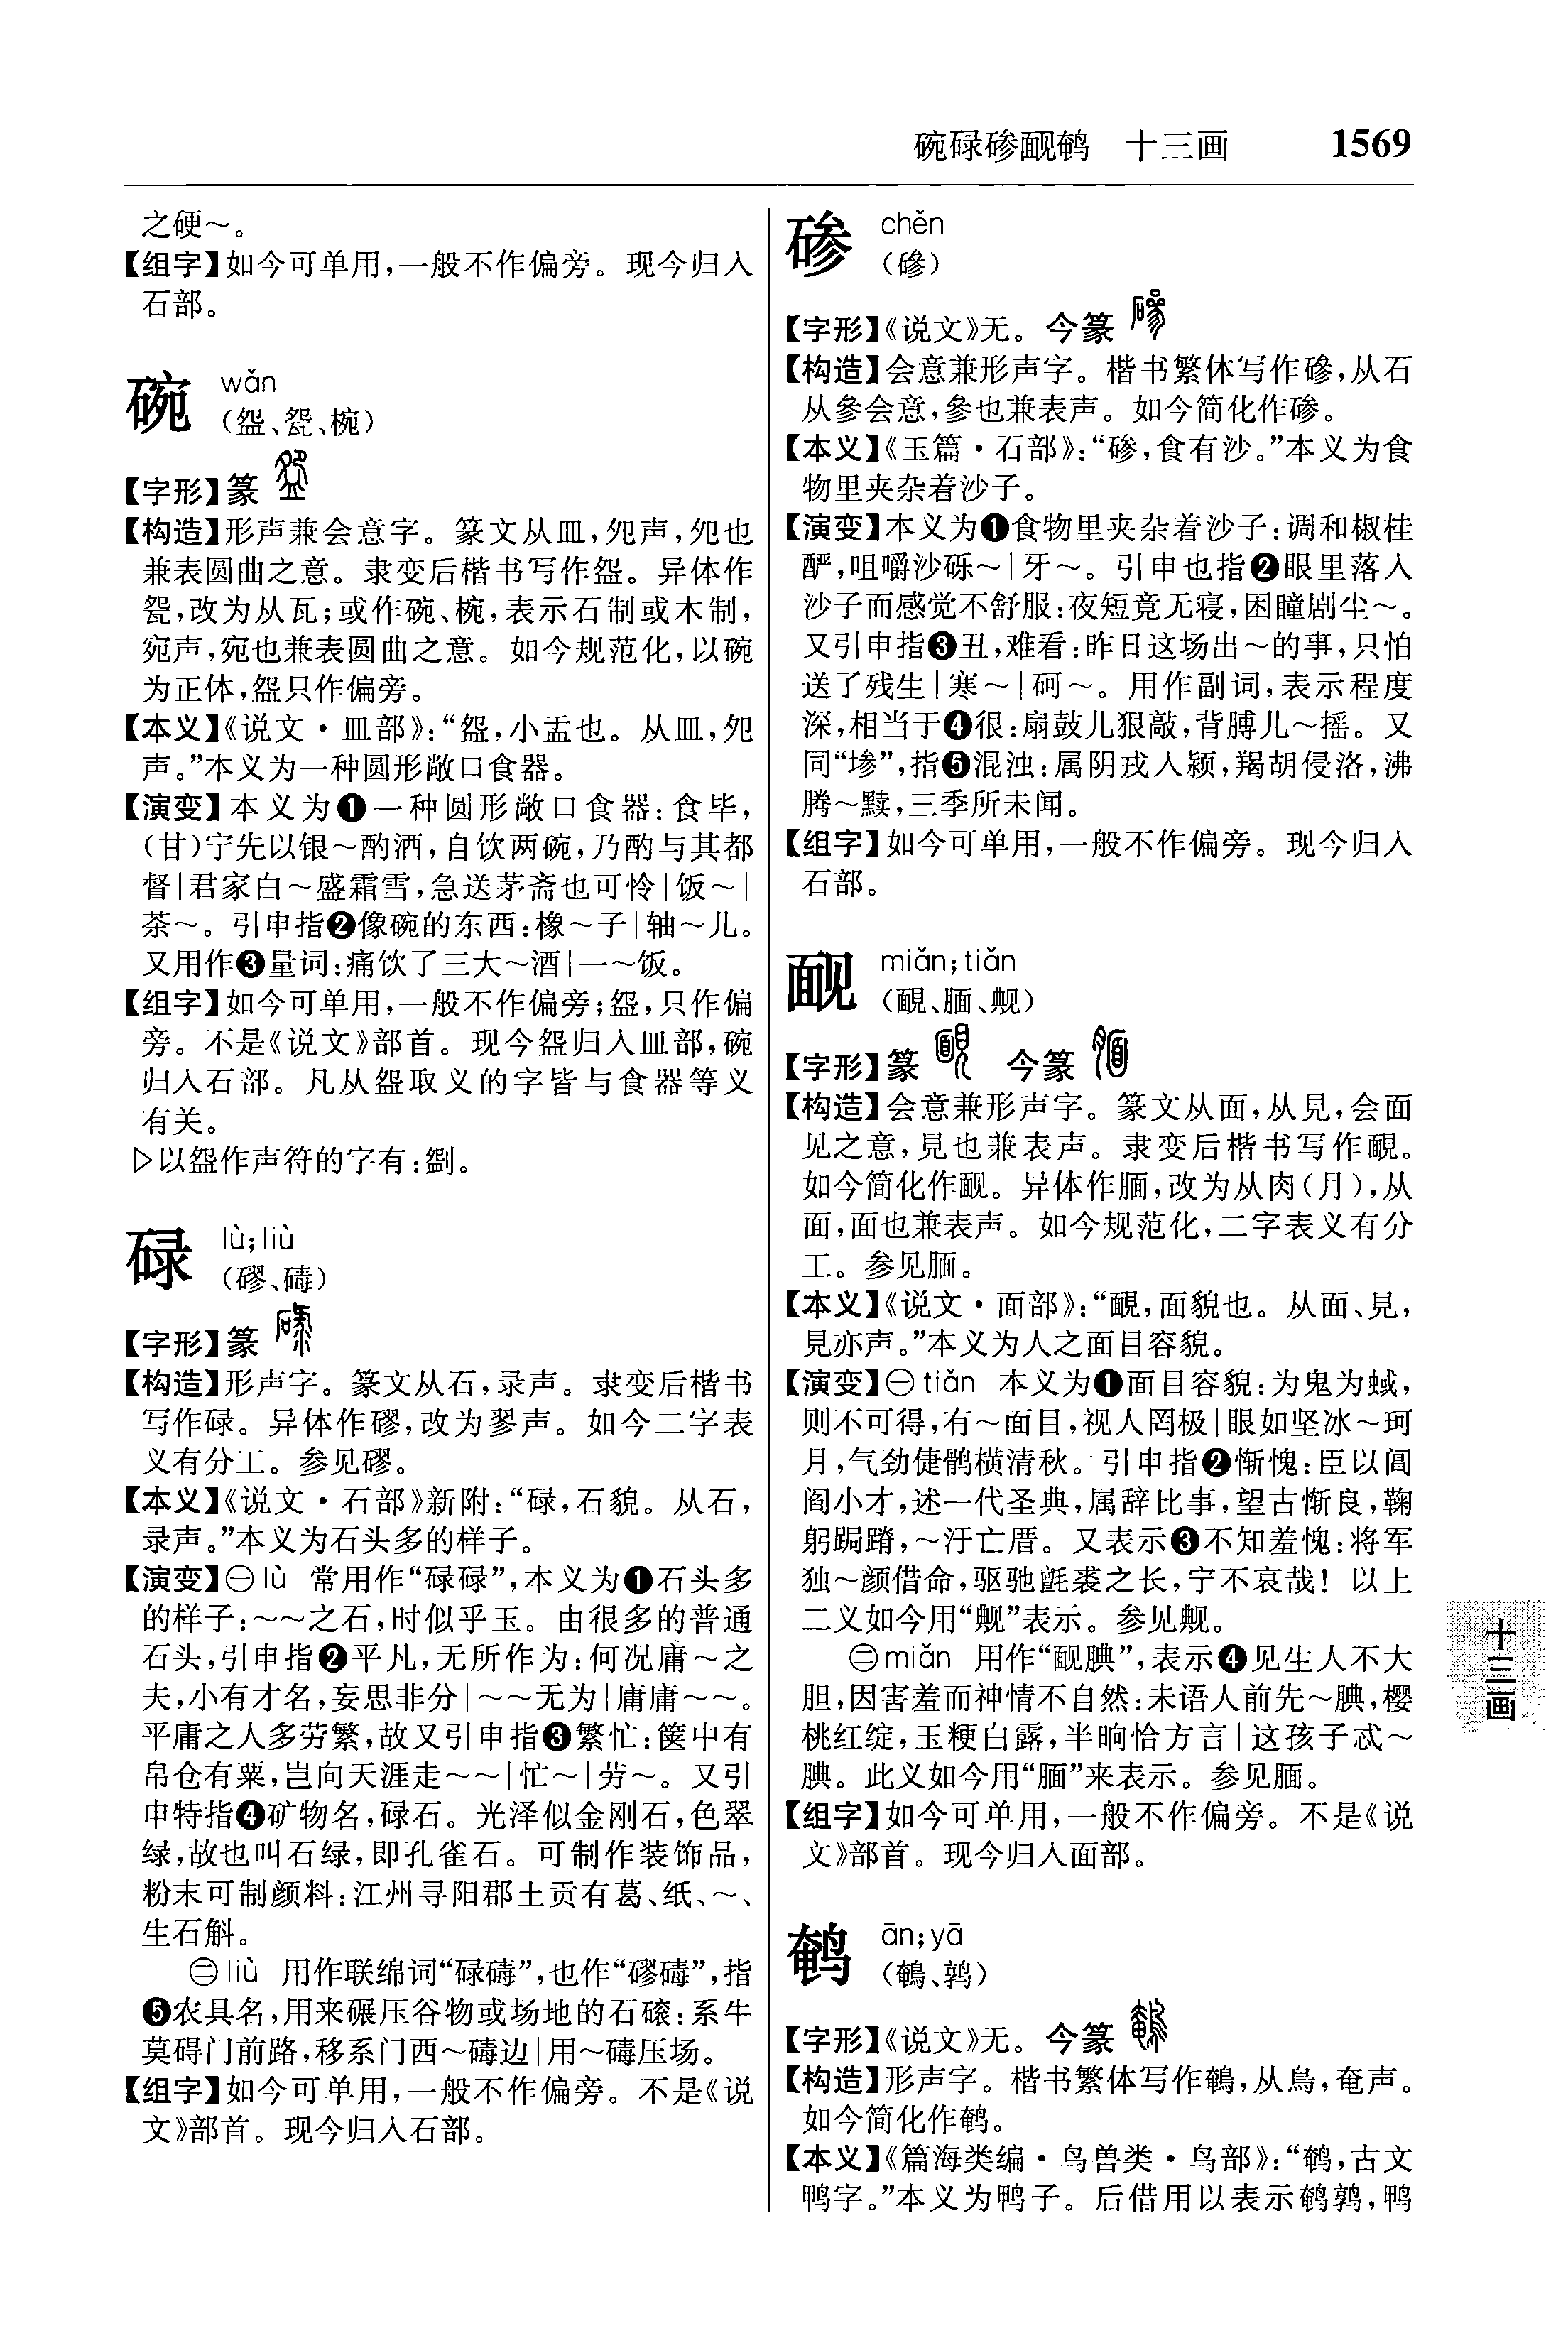 碗碌碜靦鹌 十三画 1569
之硬～。
【组字】如今可单用，一般不作偏旁。现今归入
石部。
碗 wǎn
（盌、㼝、椀）
【字形】篆
【构造】形声兼会意字。篆文从皿，夗声，夗也
兼表圆曲之意。隶变后楷书写作盌。异体作
㼝，改为从瓦；或作碗、椀，表示石制或木制，
宛声，宛也兼表圆曲之意。如今规范化，以碗
为正体，盌只作偏旁。
【本义】《说文·皿部》：“盌，小盂也。从皿，夗
声。”本义为一种圆形敞口食器。
【演变】本义为❶一种圆形敞口食器：食毕，
（甘）宁先以银～酌酒，自饮两碗，乃酌与其都
督|君家白～盛霜雪，急送茅斋也可怜|饭～|
茶～。引申指❷像碗的东西：橡～子|轴～儿。
又用作❸量词：痛饮了三大～酒|一～饭。
【组字】如今可单用，一般不作偏旁；盌，只作偏
旁。不是《说文》部首。现今盌归入皿部，碗
归入石部。凡从盌取义的字皆与食器等义
有关。
▷以盌作声符的字有：㔜。
碌 lù；liù
（磟、碡）
【字形】篆
【构造】形声字。篆文从石，录声。隶变后楷书
写作碌。异体作磟，改为翏声。如今二字表
义有分工。参见磟。
【本义】《说文·石部》新附：“碌，石貌。从石，
录声。”本义为石头多的样子。
【演变】㊀lù 常用作“碌碌”，本义为❶石头多
的样子：～～之石，时似乎玉。由很多的普通
石头，引申指❷平凡，无所作为：何况庸～之
夫，小有才名，妄思非分|～～无为|庸庸～～。
平庸之人多劳繁，故又引申指❸繁忙：箧中有
帛仓有粟，岂向天涯走～～|忙～|劳～。又引
申特指❹矿物名，碌石。光泽似金刚石，色翠
绿，故也叫石绿，即孔雀石。可制作装饰品，
粉末可制颜料：江州寻阳郡土贡有葛、纸、～、
生石斛。
㊁liù 用作联绵词“碌碡”，也作“磟碡”，指
❺农具名，用来碾压谷物或场地的石磙：系牛
莫碍门前路，移系门西～碡边|用～碡压场。
【组字】如今可单用，一般不作偏旁。不是《说
文》部首。现今归入石部。
碜 chěn
（磣）
【字形】《说文》无。今篆
【构造】会意兼形声字。楷书繁体写作磣，从石
从參会意，參也兼表声。如今简化作碜。
【本义】《玉篇·石部》：“碜，食有沙。”本义为食
物里夹杂着沙子。
【演变】本义为❶食物里夹杂着沙子：调和椒桂
酽，咀嚼沙砾～|牙～。引申也指❷眼里落入
沙子而感觉不舒服：夜短竟无寝，困瞳剧尘～。
又引申指❸丑，难看：昨日这场出～的事，只怕
送了残生|寒～|砢～。用作副词，表示程度
深，相当于❹很：扇鼓儿狠敲，背膊儿～摇。又
同“墋”，指❺混浊：属阴戎入颍，羯胡侵洛，沸
腾～黩，三季所未闻。
【组字】如今可单用，一般不作偏旁。现今归入
石部。
靦 miǎn；tiǎn
（靦、腼、觍）
【字形】篆 今篆
【构造】会意兼形声字。篆文从面，从見，会面
见之意，見也兼表声。隶变后楷书写作靦。
如今简化作䩄。异体作腼，改为从肉（月），从
面，面也兼表声。如今规范化，二字表义有分
工。参见腼。
【本义】《说文·面部》：“靦，面貌也。从面、見，
見亦声。”本义为人之面目容貌。
【演变】㊀tiǎn 本义为❶面目容貌：为鬼为蜮，
则不可得，有～面目，视人罔极|眼如坚冰～珂
月，气劲倢鹘横清秋。引申指❷惭愧：臣以闾
阎小才，述一代圣典，属辞比事，望古惭良，鞠
躬跼蹐，～汗亡厝。又表示❸不知羞愧：将军
独～颜借命，驱驰毡裘之长，宁不哀哉！以上
二义如今用“觍”表示。参见觍。
㊁miǎn 用作“䩄腆”，表示❹见生人不大
胆，因害羞而神情不自然：未语人前先～腆，樱
桃红绽，玉粳白露，半晌恰方言|这孩子忒～
腆。此义如今用“腼”来表示。参见腼。
【组字】如今可单用，一般不作偏旁。不是《说
文》部首。现今归入面部。
鹌 ān；yā
（鵪、鹑）
【字形】《说文》无。今篆
【构造】形声字。楷书繁体写作鵪，从鳥，奄声。
如今简化作鹌。
【本义】《篇海类编·鸟兽类·鸟部》：“鹌，古文
鸭字。”本义为鸭子。后借用以表示鹌鹑，鸭
十三画